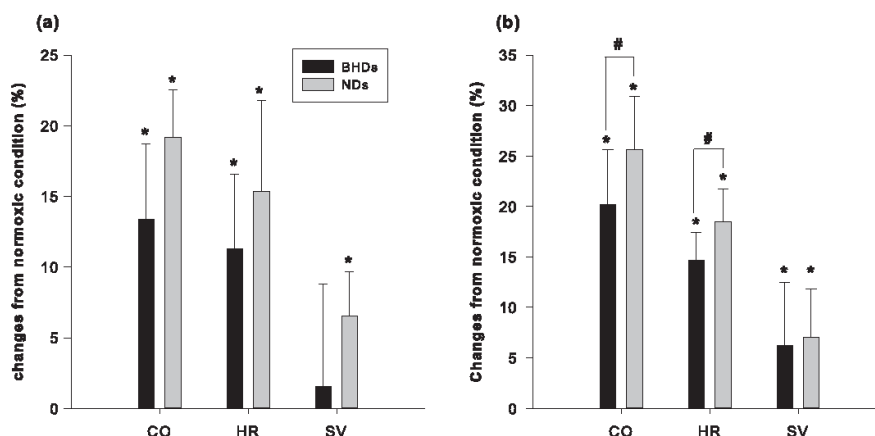 (a)
changes from normoxic condition (%)
25
20
15
10
5
0
BHDs
NDs
*
*
*
*
*
CO
HR
SV
(b)
Changes from normoxic condition (%)
35
30
25
20
15
10
5
0
#
#
*
*
*
*
*
*
CO
HR
SV